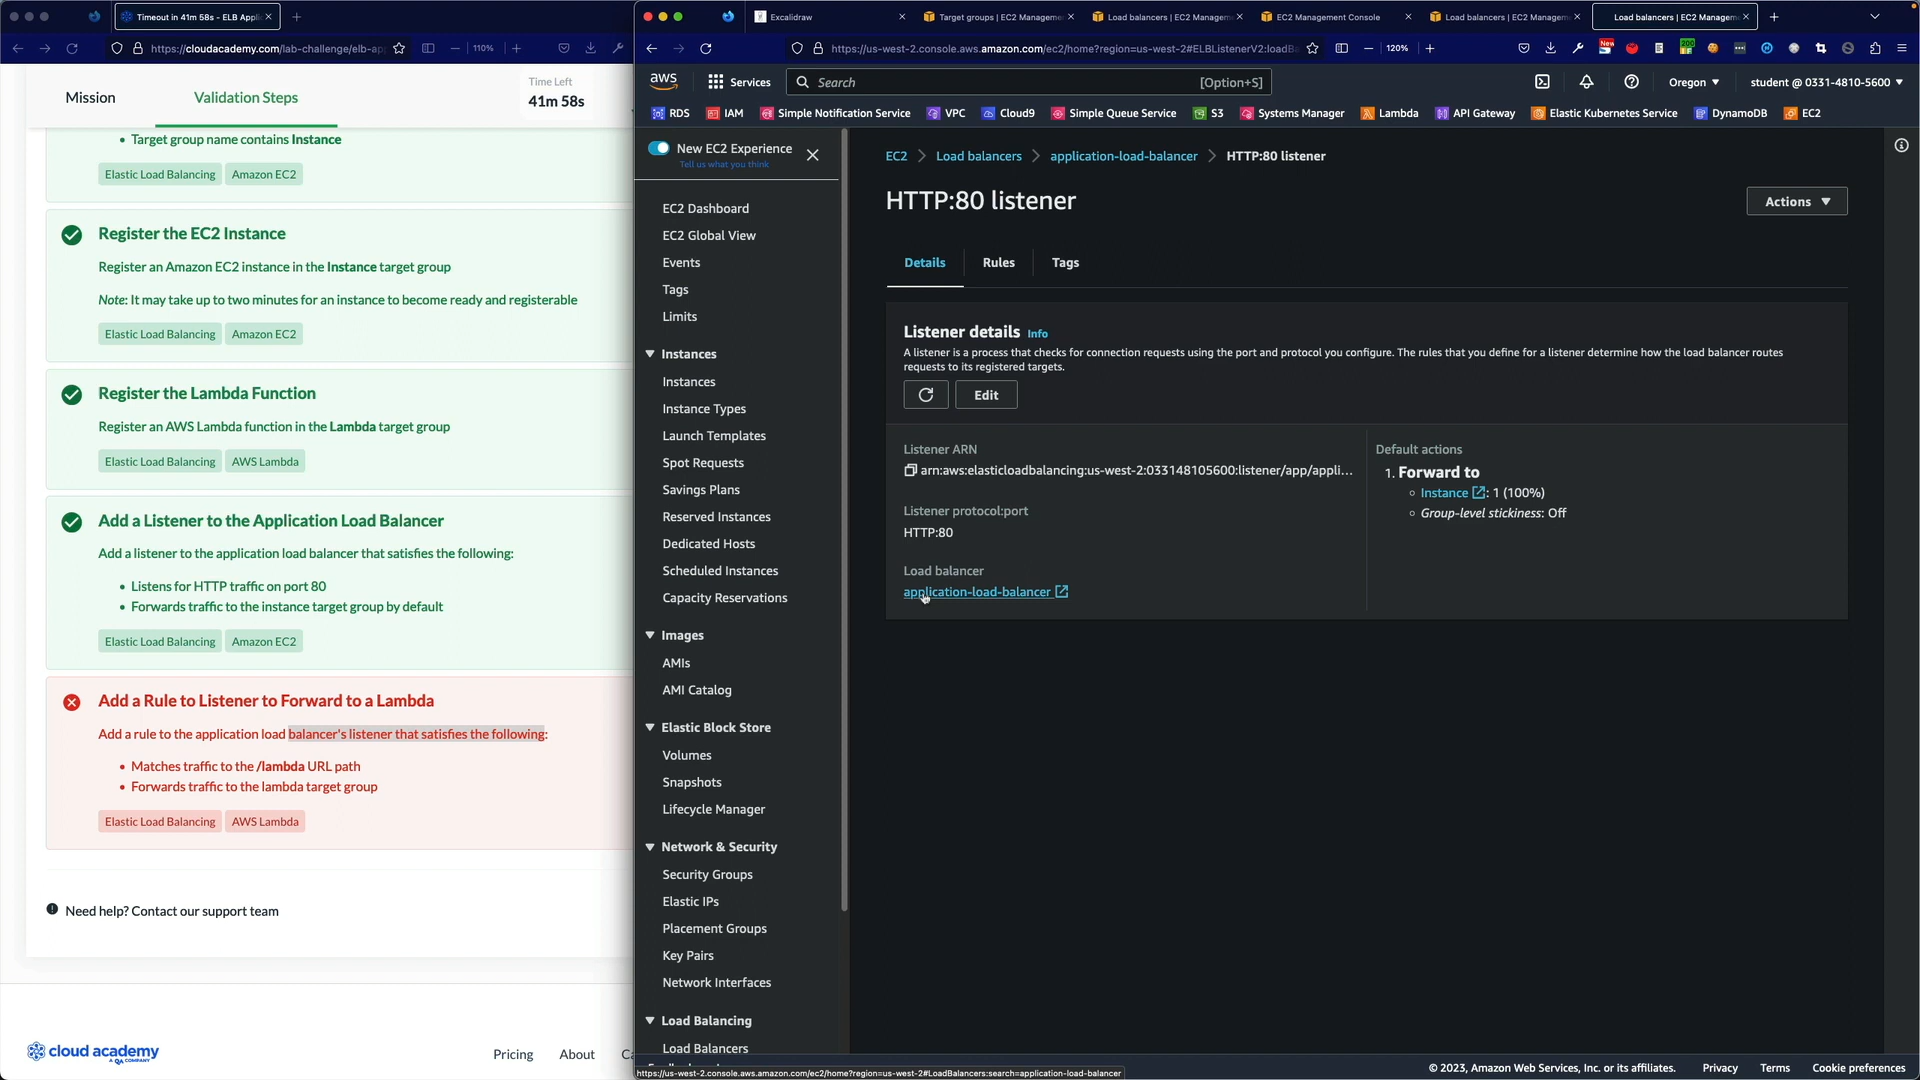 Timeout in 41m 58s - ELB Appli
https://cloudacademy.com/lab-challenge/elb-ap
110%
Mission
Validation Steps
Time Left
41m 58s
Target group name contains Instance
Elastic Load Balancing
Amazon EC2
Register the EC2 Instance
Register an Amazon EC2 instance in the Instance target group
Note: It may take up to two minutes for an instance to become ready and registerable
Elastic Load Balancing
Amazon EC2
Register the Lambda Function
Register an AWS Lambda function in the Lambda target group
Elastic Load Balancing
AWS Lambda
Add a Listener to the Application Load Balancer
Add a listener to the application load balancer that satisfies the following:
Listens for HTTP traffic on port 80
Forwards traffic to the instance target group by default
Elastic Load Balancing
Amazon EC2
Add a Rule to Listener to Forward to a Lambda
Add a rule to the application load balancer's listener that satisfies the following:
Matches traffic to the /lambda URL path
Forwards traffic to the lambda target group
Elastic Load Balancing
AWS Lambda
Need help? Contact our support team
cloud academy
A QA COMPANY
Pricing
About
Ca
Excalidraw
Target groups | EC2 Manageme
Load balancers | EC2 Managem
EC2 Management Console
Load balancers | EC2 Managem
Load balancers | EC2 Managem
https://us-west-2.console.aws.amazon.com/ec2/home?region=us-west-2#ELBListenerV2:loadBa
120%
New
200
aws
Services
Search
[Option+S]
Oregon
student @ 0331-4810-5600
RDS
IAM
Simple Notification Service
VPC
Cloud9
Simple Queue Service
S3
Systems Manager
Lambda
API Gateway
Elastic Kubernetes Service
DynamoDB
EC2
New EC2 Experience
Tell us what you think
EC2 Dashboard
EC2 Global View
Events
Tags
Limits
Instances
Instances
Instance Types
Launch Templates
Spot Requests
Savings Plans
Reserved Instances
Dedicated Hosts
Scheduled Instances
Capacity Reservations
Images
AMIs
AMI Catalog
Elastic Block Store
Volumes
Snapshots
Lifecycle Manager
Network & Security
Security Groups
Elastic IPs
Placement Groups
Key Pairs
Network Interfaces
Load Balancing
Load Balancers
EC2
Load balancers
application-load-balancer
HTTP:80 listener
HTTP:80 listener
Actions
Details
Rules
Tags
Listener details Info
A listener is a process that checks for connection requests using the port and protocol you configure. The rules that you define for a listener determine how the load balancer routes
requests to its registered targets.
Edit
Listener ARN
arn:aws:elasticloadbalancing:us-west-2:033148105600:listener/app/appli...
Listener protocol:port
HTTP:80
Load balancer
application-load-balancer
Default actions
1. Forward to
Instance : 1 (100%)
Group-level stickiness: Off
https://us-west-2.console.aws.amazon.com/ec2/home?region=us-west-2#LoadBalancers:search=application-load-balancer
© 2023, Amazon Web Services, Inc. or its affiliates.
Privacy
Terms
Cookie preferences